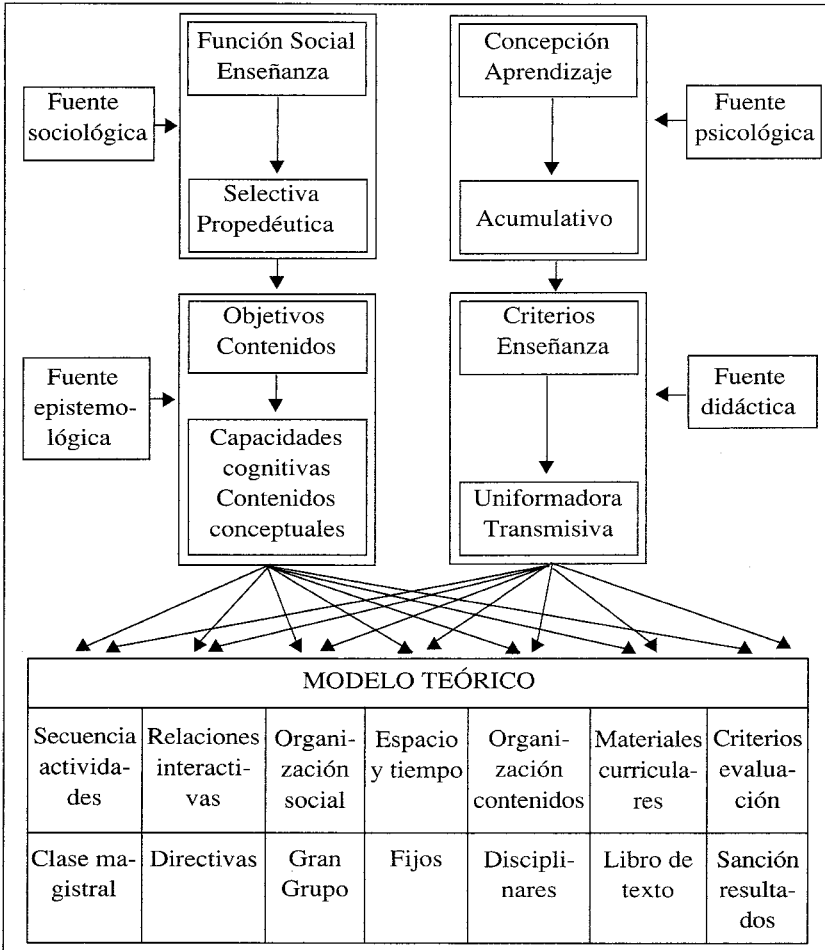 Función Social
Enseñanza
Concepción
Aprendizaje
Fuente
sociológica
Fuente
psicológica
Selectiva
Propedéutica
Acumulativo
Objetivos
Contenidos
Criterios
Enseñanza
Fuente
epistemo-
lógica
Fuente
didáctica
Capacidades
cognitivas
Contenidos
conceptuales
Uniformadora
Transmisiva
MODELO TEÓRICO
Secuencia
activida-
des
Relaciones
interacti-
vas
Organi-
zación
social
Espacio
y tiempo
Organi-
zación
contenidos
Materiales
curricula-
res
Criterios
evalua-
ción
Clase ma-
gistral
Directivas
Gran
Grupo
Fijos
Discipli-
nares
Libro de
texto
Sanción
resulta-
dos